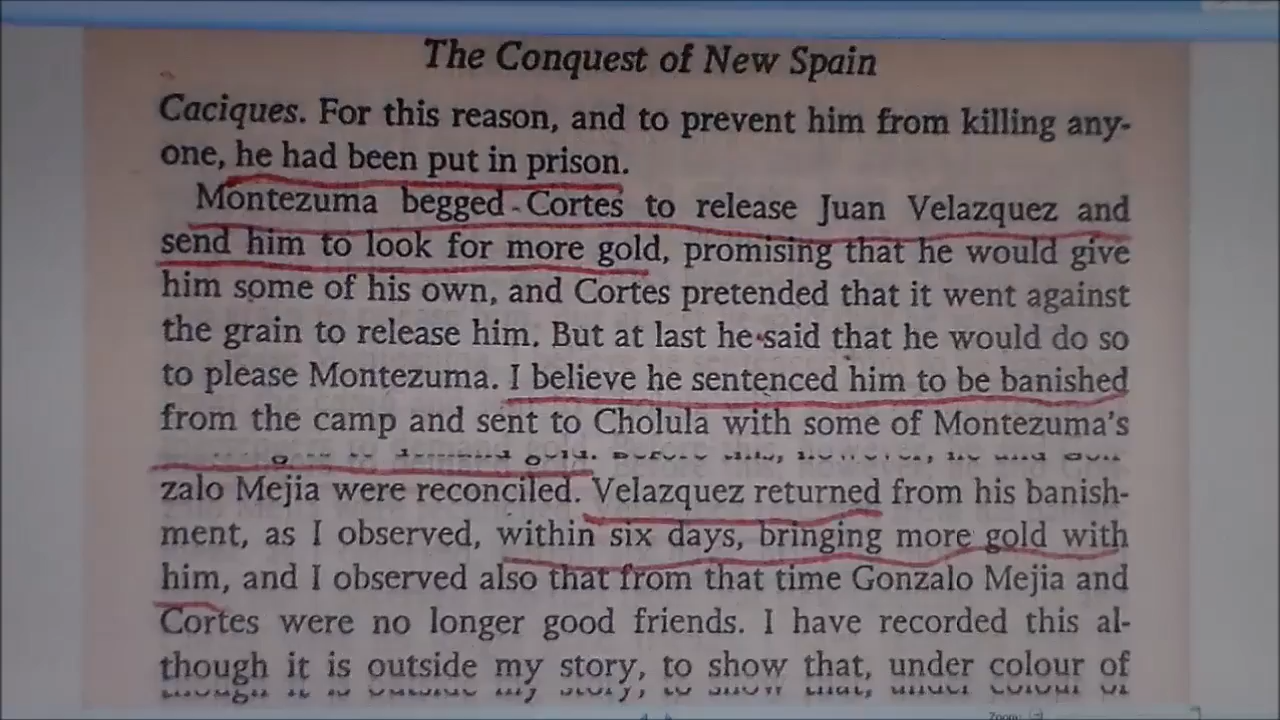 The Conquest of New Spain
Caciques. For this reason, and to prevent him from killing any-
one, he had been put in prison.
Montezuma begged Cortes to release Juan Velazquez and
send him to look for more gold, promising that he would give
him some of his own, and Cortes pretended that it went against
the grain to release him. But at last he said that he would do so
to please Montezuma. I believe he sentenced him to be banished
from the camp and sent to Cholula with some of Montezuma's
zalo Mejia were reconciled. Velazquez returned from his banish-
ment, as I observed, within six days, bringing more gold with
him, and I observed also that from that time Gonzalo Mejia and
Cortes were no longer good friends. I have recorded this al-
though it is outside my story, to show that, under colour of